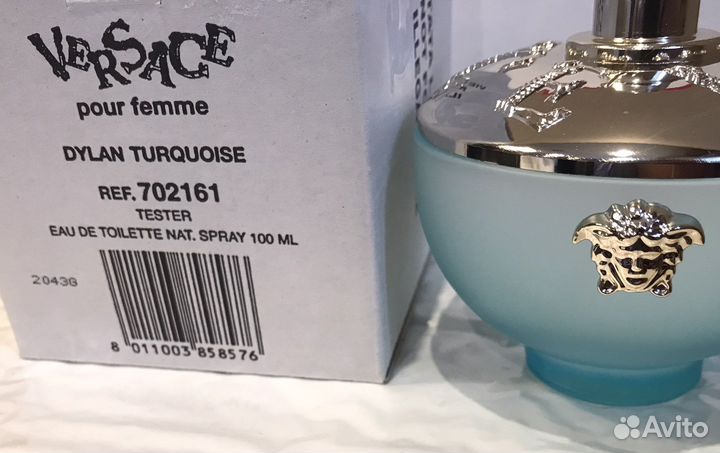 VERSACE
pour femme
DYLAN TURQUOISE
REF. 702161
TESTER
EAU DE TOILETTE NAT. SPRAY 100 ML
20438
8 011003 858576
Avito